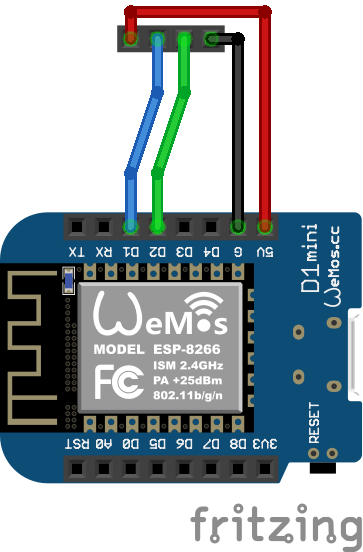 TX RX D1 D2 D3 D4 G 5V
D1 mini
WeMos.cc
WeMos
MODEL ESP-8266
ISM 2.4GHz
PA +25dBm
802.11b/g/n
FCC
RESET
RST A0 D0 D5 D6 D7 D8 3V3
fritzing